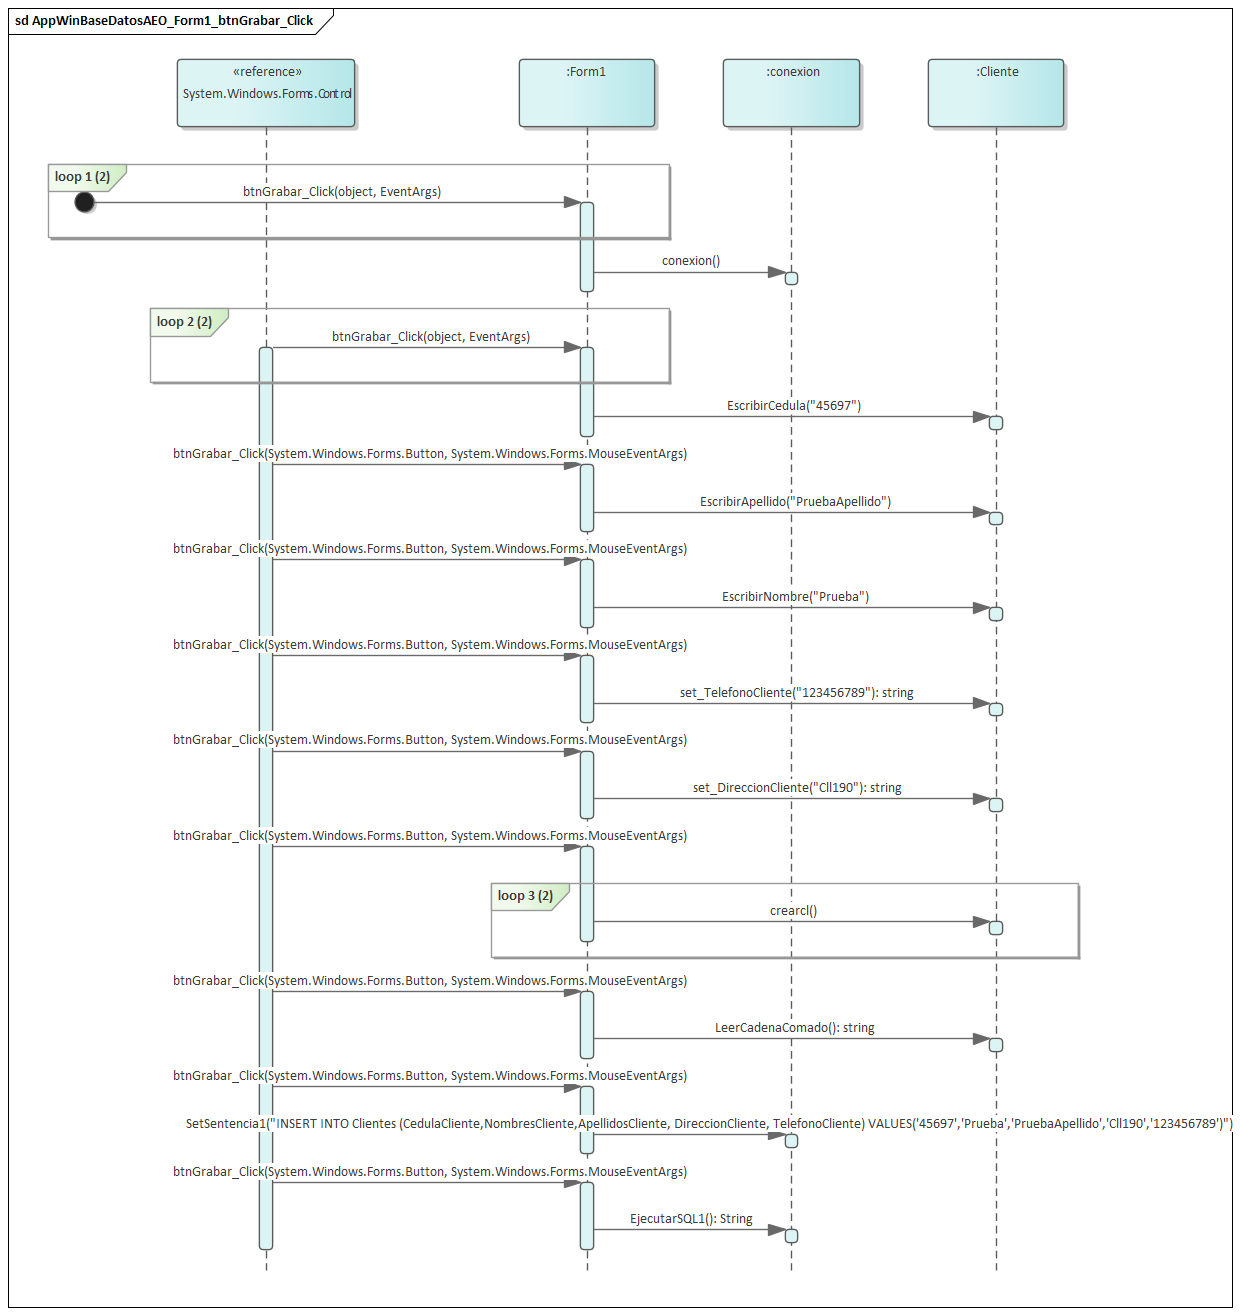 sd AppWinBaseDatosAEO_Form1_btnGrabar_Click
«reference»
System.Windows.Forms.Control
:Form1
:conexion
:Cliente
loop 1 (2)
btnGrabar_Click(object, EventArgs)
conexion()
loop 2 (2)
btnGrabar_Click(object, EventArgs)
EscribirCedula("45697")
btnGrabar_Click(System.Windows.Forms.Button, System.Windows.Forms.MouseEventArgs)
EscribirApellido("PruebaApellido")
btnGrabar_Click(System.Windows.Forms.Button, System.Windows.Forms.MouseEventArgs)
EscribirNombre("Prueba")
btnGrabar_Click(System.Windows.Forms.Button, System.Windows.Forms.MouseEventArgs)
set_TelefonoCliente("123456789"): string
btnGrabar_Click(System.Windows.Forms.Button, System.Windows.Forms.MouseEventArgs)
set_DireccionCliente("Cll190"): string
btnGrabar_Click(System.Windows.Forms.Button, System.Windows.Forms.MouseEventArgs)
loop 3 (2)
crearcl()
btnGrabar_Click(System.Windows.Forms.Button, System.Windows.Forms.MouseEventArgs)
LeerCadenaComado(): string
btnGrabar_Click(System.Windows.Forms.Button, System.Windows.Forms.MouseEventArgs)
SetSentencia1("INSERT INTO Clientes (CedulaCliente,NombresCliente,ApellidosCliente, DireccionCliente, TelefonoCliente) VALUES('45697','Prueba','PruebaApellido','Cll190','123456789')")
btnGrabar_Click(System.Windows.Forms.Button, System.Windows.Forms.MouseEventArgs)
EjecutarSQL1(): String